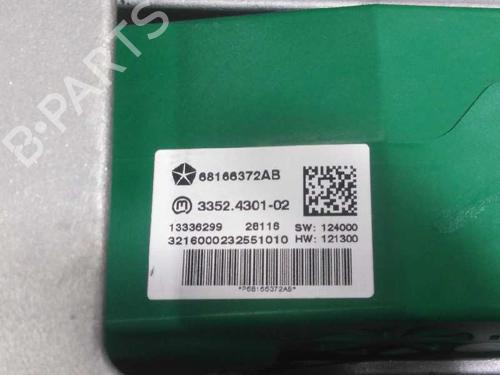 B-PARTS
68166372AB
m 3352.4301-02
13336299 28116 SW: 124000
3216000232551010 HW: 121300
*P68166372AB*